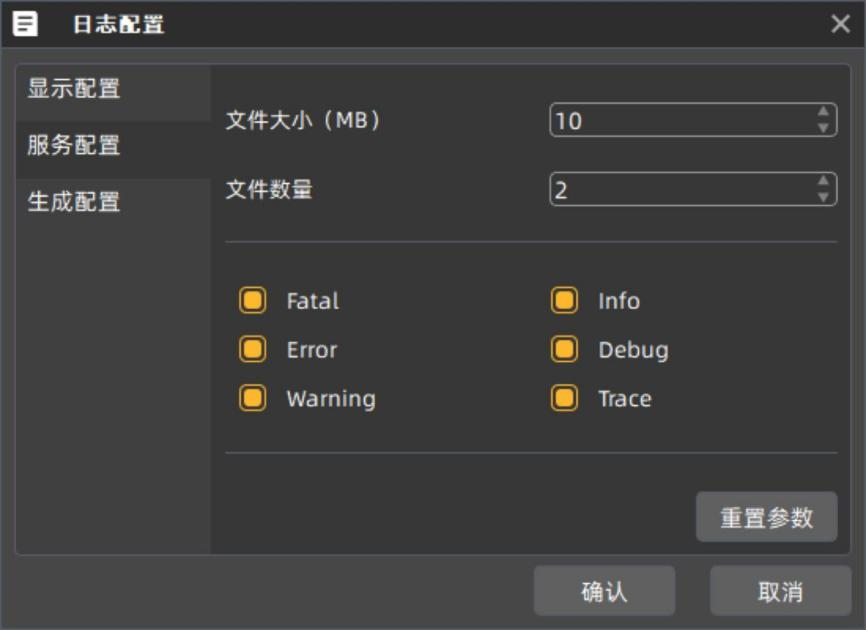 日志配置
显示配置
服务配置
生成配置
文件大小（MB）
10
文件数量
2
Fatal
Info
Error
Debug
Warning
Trace
重置参数
确认
取消